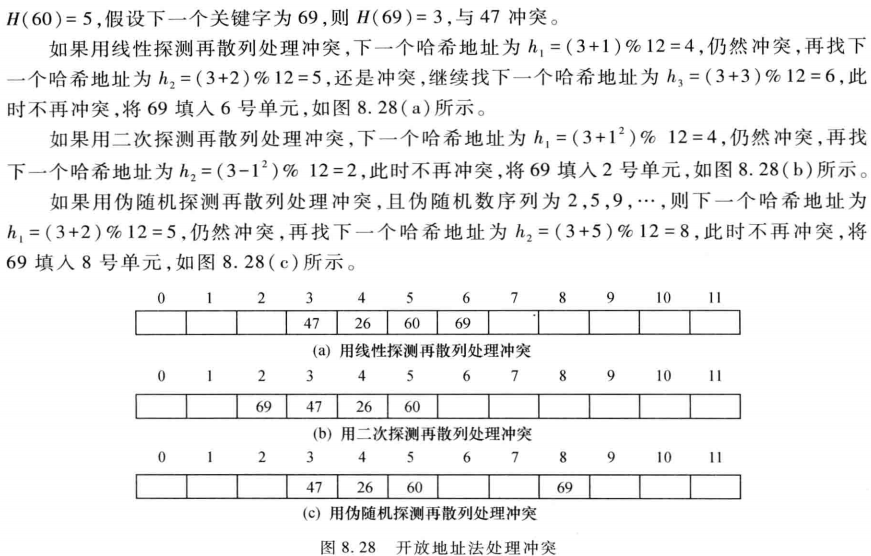 H(60)=5,假设下一个关键字为 69,则 H(69)=3,与 47 冲突。
如果用线性探测再散列处理冲突,下一个哈希地址为 h₁=(3+1)%12=4,仍然冲突,再找下
一个哈希地址为 h₂=(3+2)%12=5,还是冲突,继续找下一个哈希地址为 h₃=(3+3)%12=6,此
时不再冲突,将 69 填入 6 号单元,如图 8.28(a)所示。
如果用二次探测再散列处理冲突,下一个哈希地址为 h₁=(3+1²)% 12=4,仍然冲突,再找
下一个哈希地址为 h₂=(3-1²)% 12=2,此时不再冲突,将 69 填入 2 号单元,如图 8.28(b)所示。
如果用伪随机探测再散列处理冲突,且伪随机数序列为 2,5,9,…,则下一个哈希地址为
h₁=(3+2)%12=5,仍然冲突,再找下一个哈希地址为 h₂=(3+5)%12=8,此时不再冲突,将
69 填入 8 号单元,如图 8.28(c)所示。
0 1 2 3 4 5 6 7 8 9 10 11
47 26 60 69
(a) 用线性探测再散列处理冲突
0 1 2 3 4 5 6 7 8 9 10 11
69 47 26 60
(b) 用二次探测再散列处理冲突
0 1 2 3 4 5 6 7 8 9 10 11
47 26 60 69
(c) 用伪随机探测再散列处理冲突
图 8.28 开放地址法处理冲突